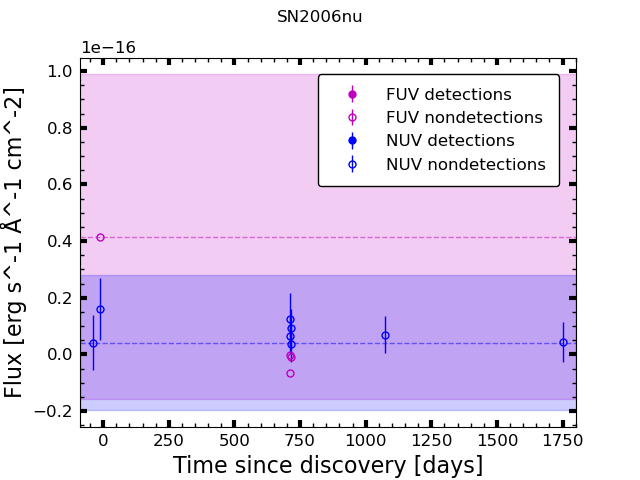 SN2006nu
1e−16
1.0
0.8
0.6
0.4
0.2
0.0
−0.2
Flux [erg s^-1 Å^-1 cm^-2]
FUV detections
FUV nondetections
NUV detections
NUV nondetections
0 250 500 750 1000 1250 1500 1750
Time since discovery [days]